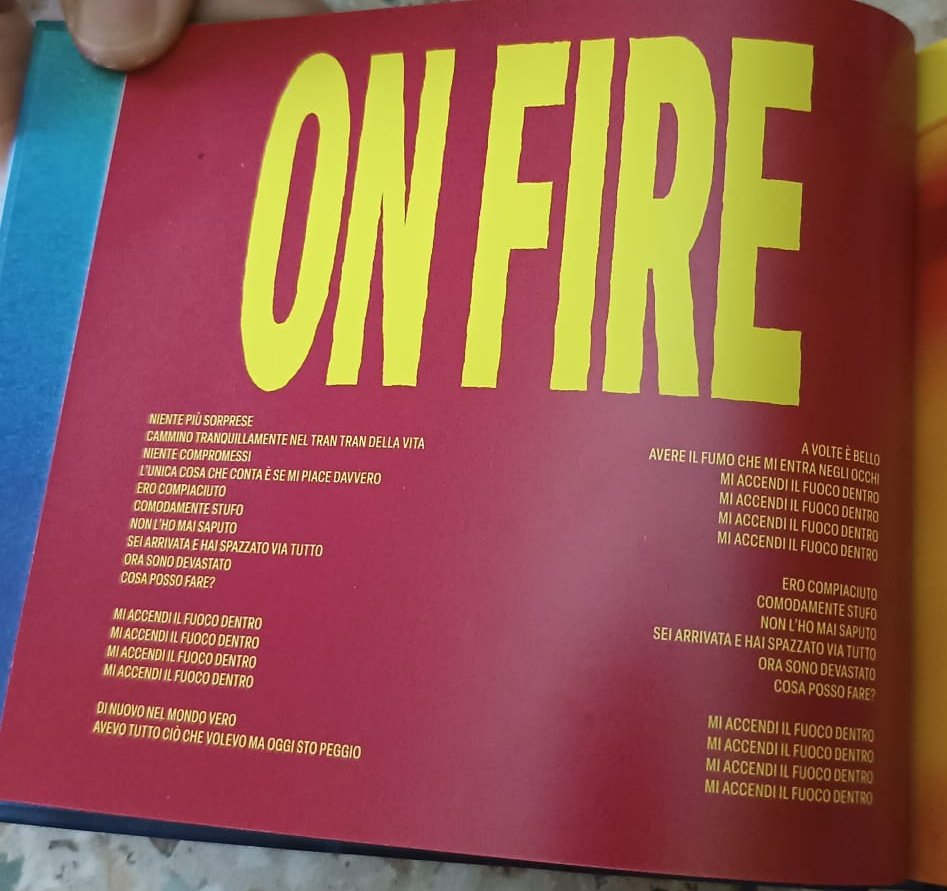 ON FIRE
NIENTE PIÙ SORPRESE
CAMMINO TRANQUILLAMENTE NEL TRAN TRAN DELLA VITA
NIENTE COMPROMESSI
L'UNICA COSA CHE CONTA È SE MI PIACE DAVVERO
ERO COMPIACIUTO
COMODAMENTE STUFO
NON L'HO MAI SAPUTO
SEI ARRIVATA E HAI SPAZZATO VIA TUTTO
ORA SONO DEVASTATO
COSA POSSO FARE?
MI ACCENDI IL FUOCO DENTRO
MI ACCENDI IL FUOCO DENTRO
MI ACCENDI IL FUOCO DENTRO
MI ACCENDI IL FUOCO DENTRO
DI NUOVO NEL MONDO VERO
AVEVO TUTTO CIÒ CHE VOLEVO MA OGGI STO PEGGIO
A VOLTE È BELLO
AVERE IL FUMO CHE MI ENTRA NEGLI OCCHI
MI ACCENDI IL FUOCO DENTRO
MI ACCENDI IL FUOCO DENTRO
MI ACCENDI IL FUOCO DENTRO
MI ACCENDI IL FUOCO DENTRO
ERO COMPIACIUTO
COMODAMENTE STUFO
NON L'HO MAI SAPUTO
SEI ARRIVATA E HAI SPAZZATO VIA TUTTO
ORA SONO DEVASTATO
COSA POSSO FARE?
MI ACCENDI IL FUOCO DENTRO
MI ACCENDI IL FUOCO DENTRO
MI ACCENDI IL FUOCO DENTRO
MI ACCENDI IL FUOCO DENTRO